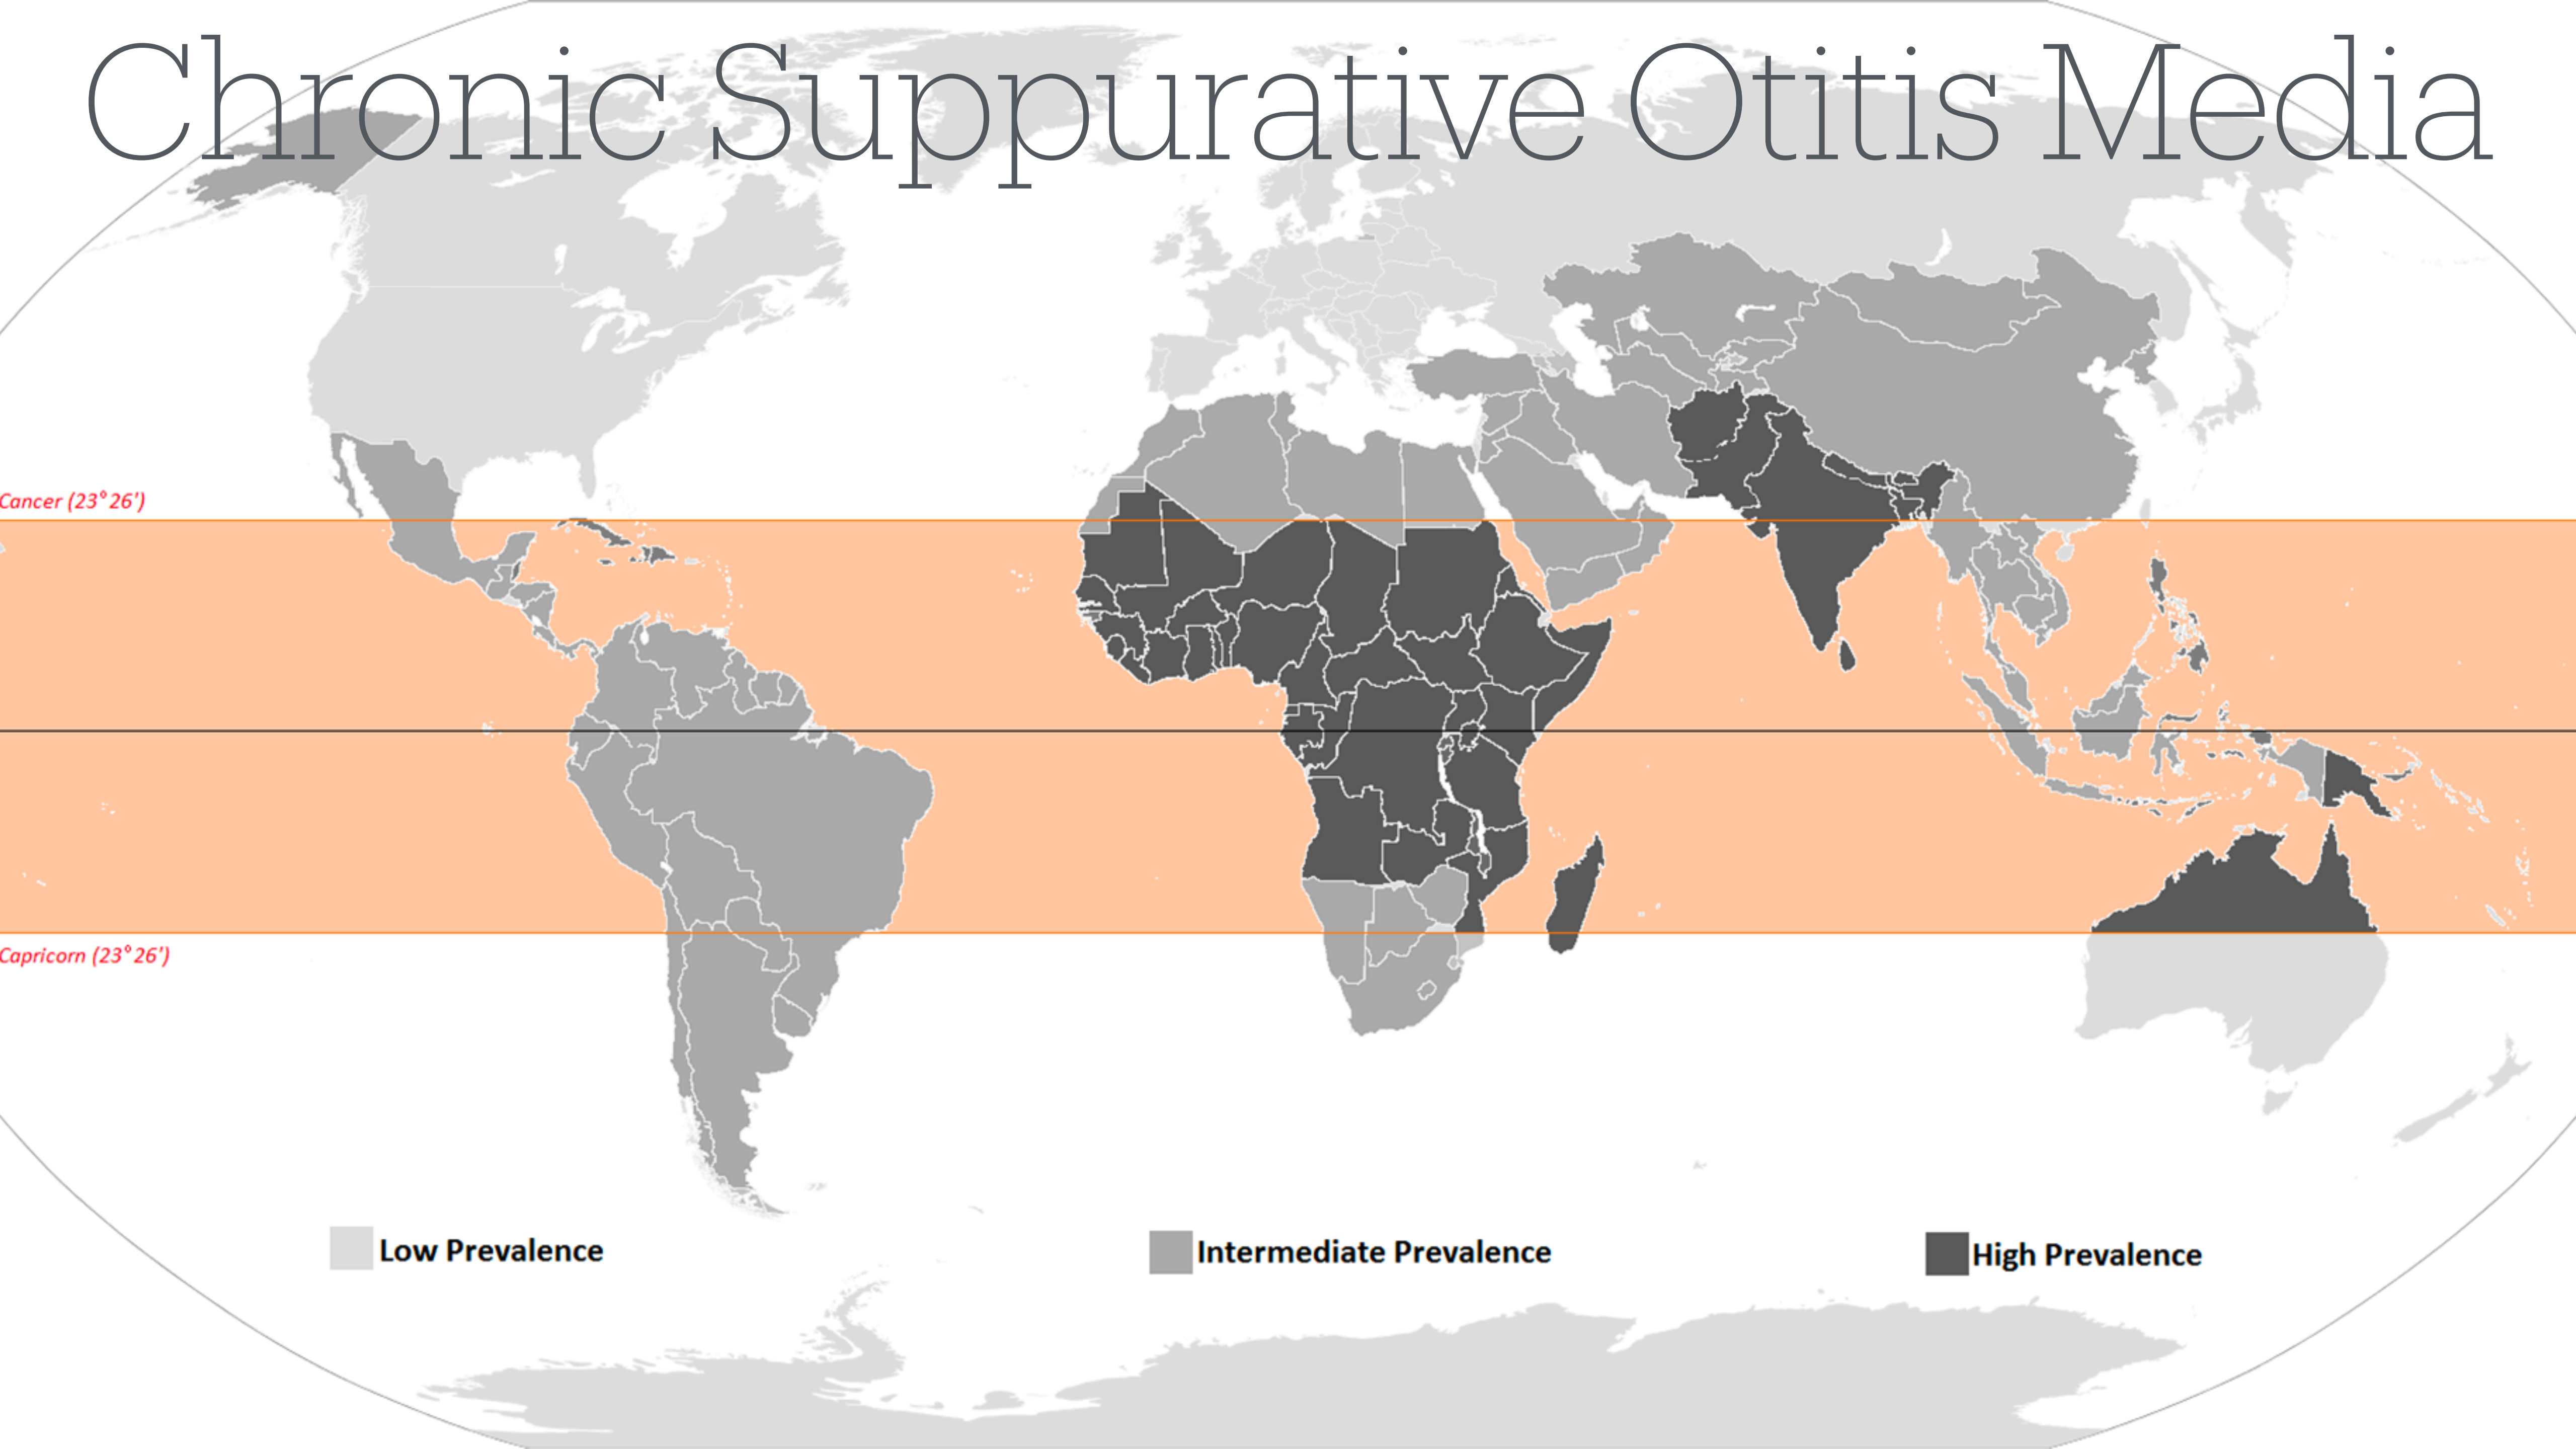 Chronic Suppurative Otitis Media
Cancer (23°26')
Capricorn (23°26')
Low Prevalence
Intermediate Prevalence
High Prevalence